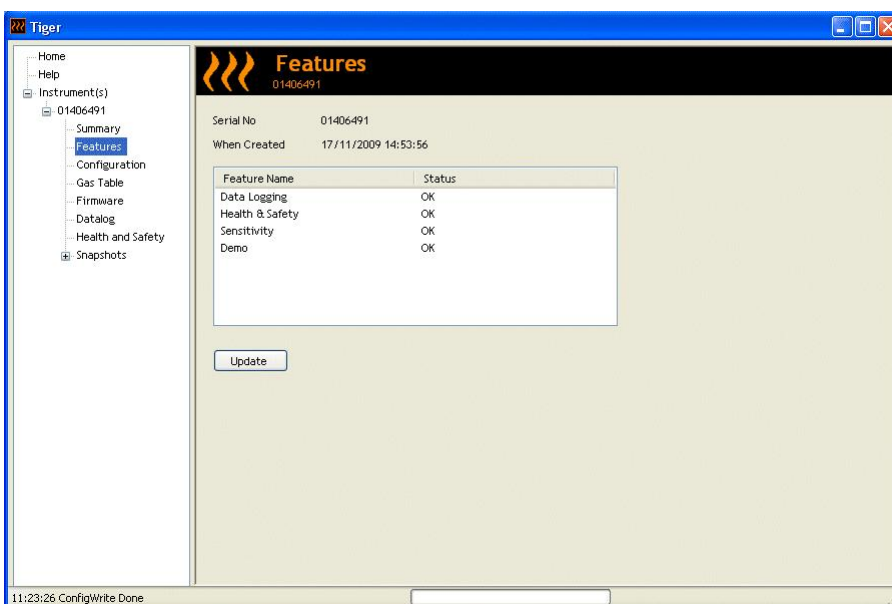 Tiger
Home
Help
Instrument(s)
01406491
Summary
Features
Configuration
Gas Table
Firmware
Datalog
Health and Safety
Snapshots
Features
01406491
Serial No 01406491
When Created 17/11/2009 14:53:56
Feature Name Status
Data Logging OK
Health & Safety OK
Sensitivity OK
Demo OK
Update
11:23:26 ConfigWrite Done